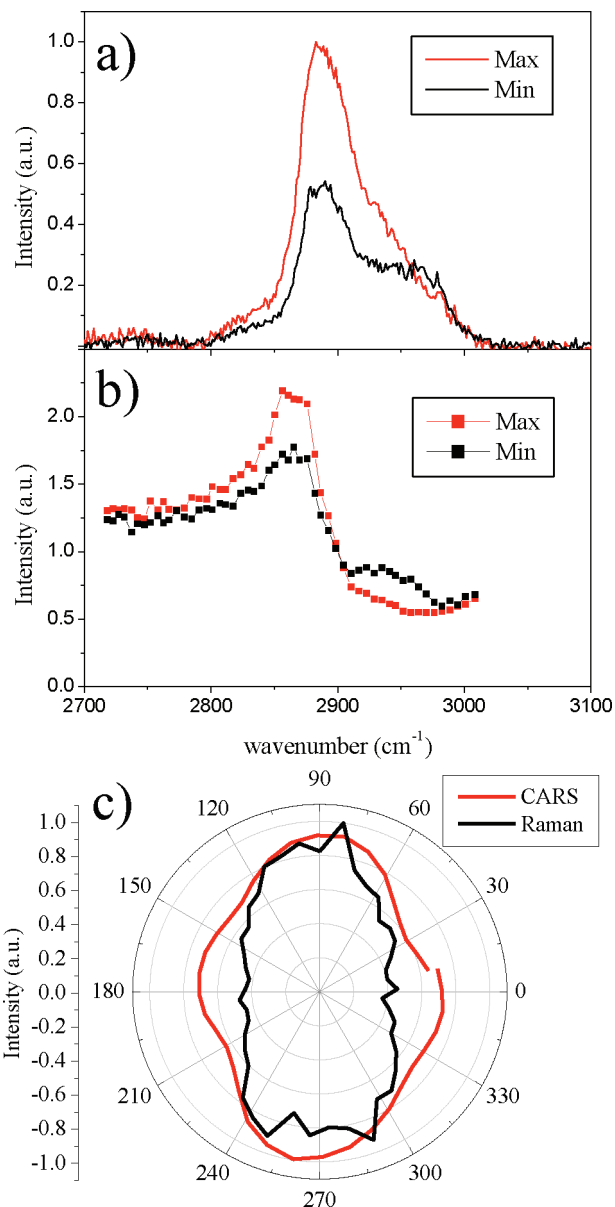 a)
Max
Min
1.0
0.8
0.6
0.4
0.2
Intensity (a.u.)
b)
Max
Min
2.0
1.5
1.0
0.5
0.0
Intensity (a.u.)
2700 2800 2900 3000 3100
wavenumber (cm⁻¹)
c)
CARS
Raman
90
120 60
150 30
180 0
210 330
240 300
270
1.0
0.8
0.6
0.4
0.2
0.0
-0.2
-0.4
-0.6
-0.8
-1.0
Intensity (a.u.)